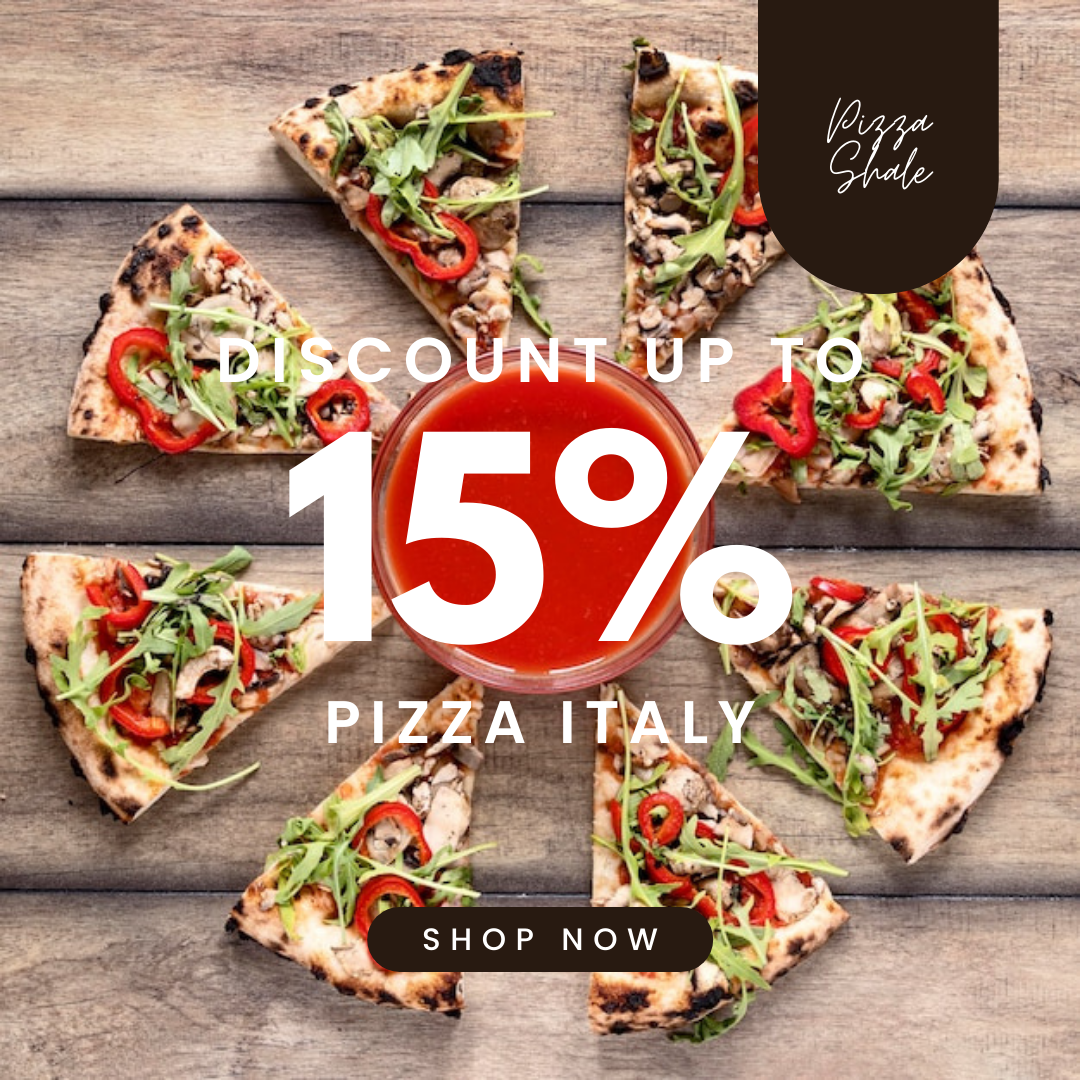 Pizza
Shale
DISCOUNT UP TO
15%
PIZZA ITALY
SHOP NOW